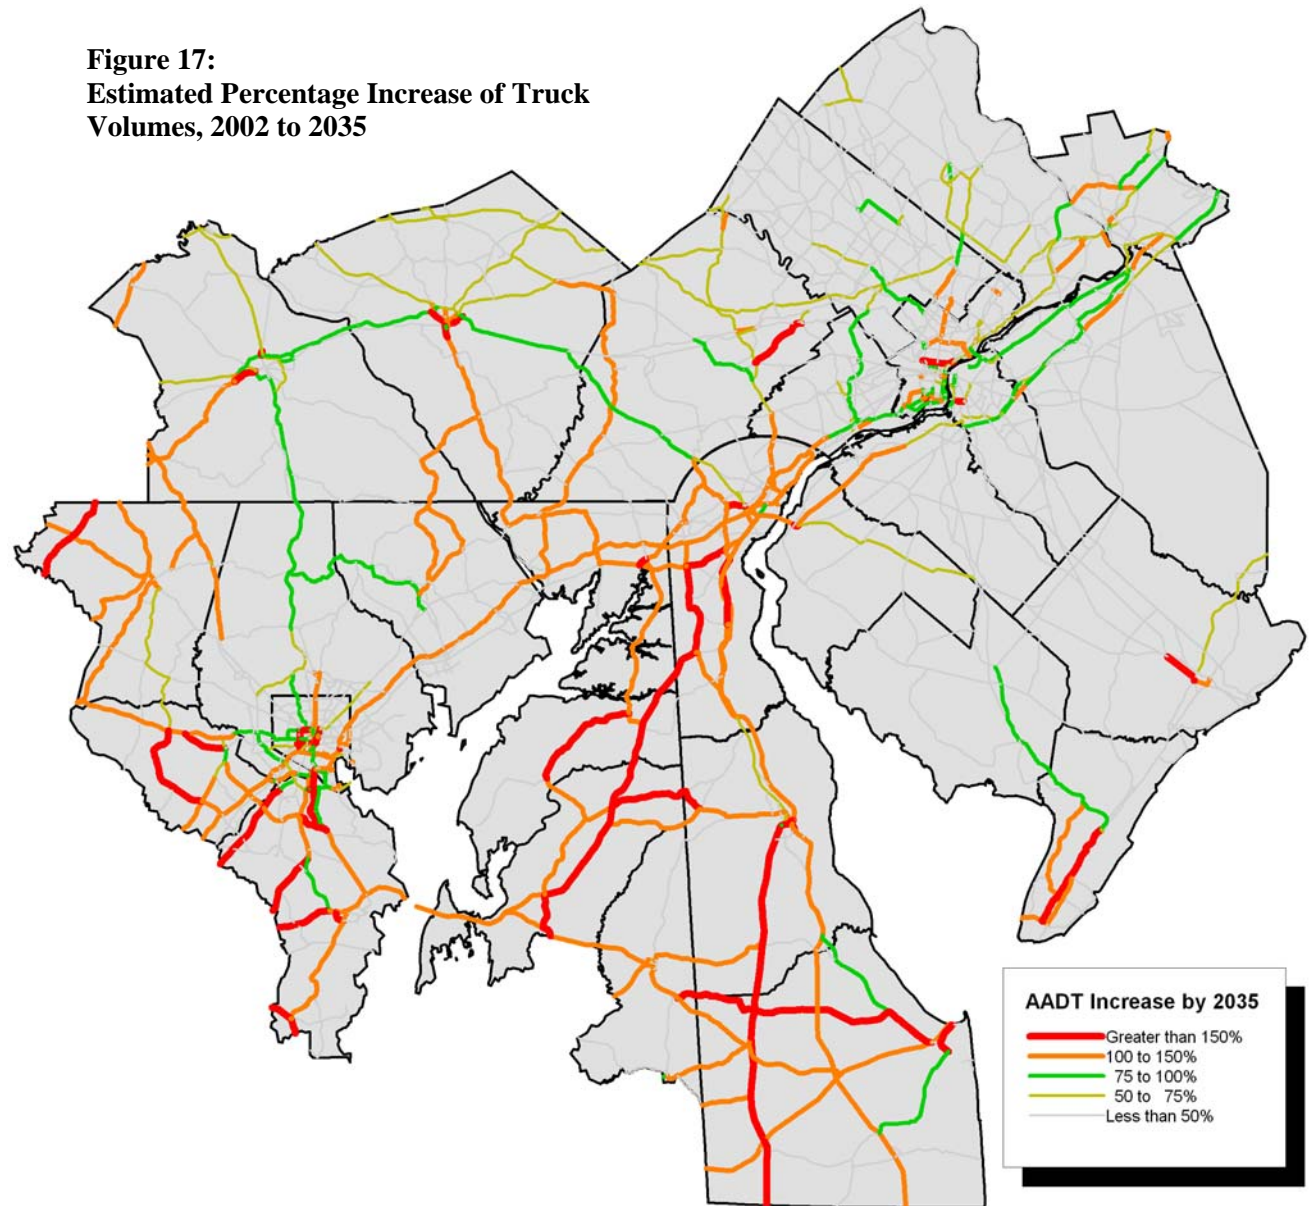 Figure 17:
Estimated Percentage Increase of Truck
Volumes, 2002 to 2035
AADT Increase by 2035
Greater than 150%
100 to 150%
75 to 100%
50 to 75%
Less than 50%